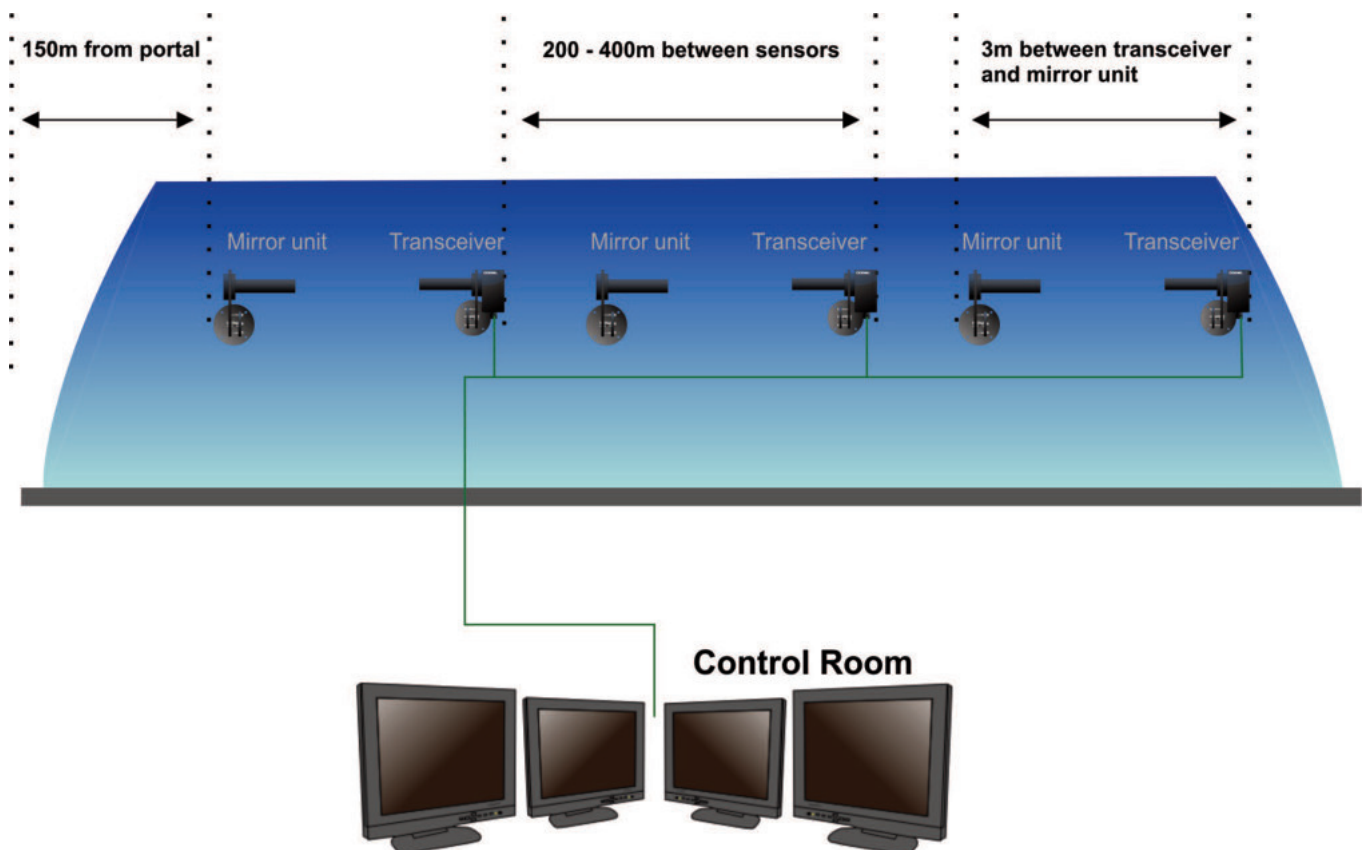 150m from portal
200 - 400m between sensors
3m between transceiver
and mirror unit
Mirror unit
Transceiver
Mirror unit
Transceiver
Mirror unit
Transceiver
Control Room